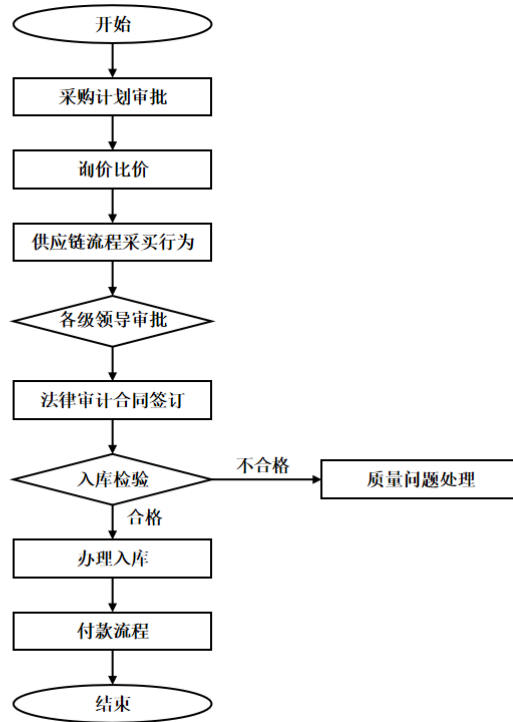 开始
采购计划审批
询价比价
供应链流程采买行为
各级领导审批
法律审计合同签订
入库检验
不合格
质量问题处理
合格
办理入库
付款流程
结束